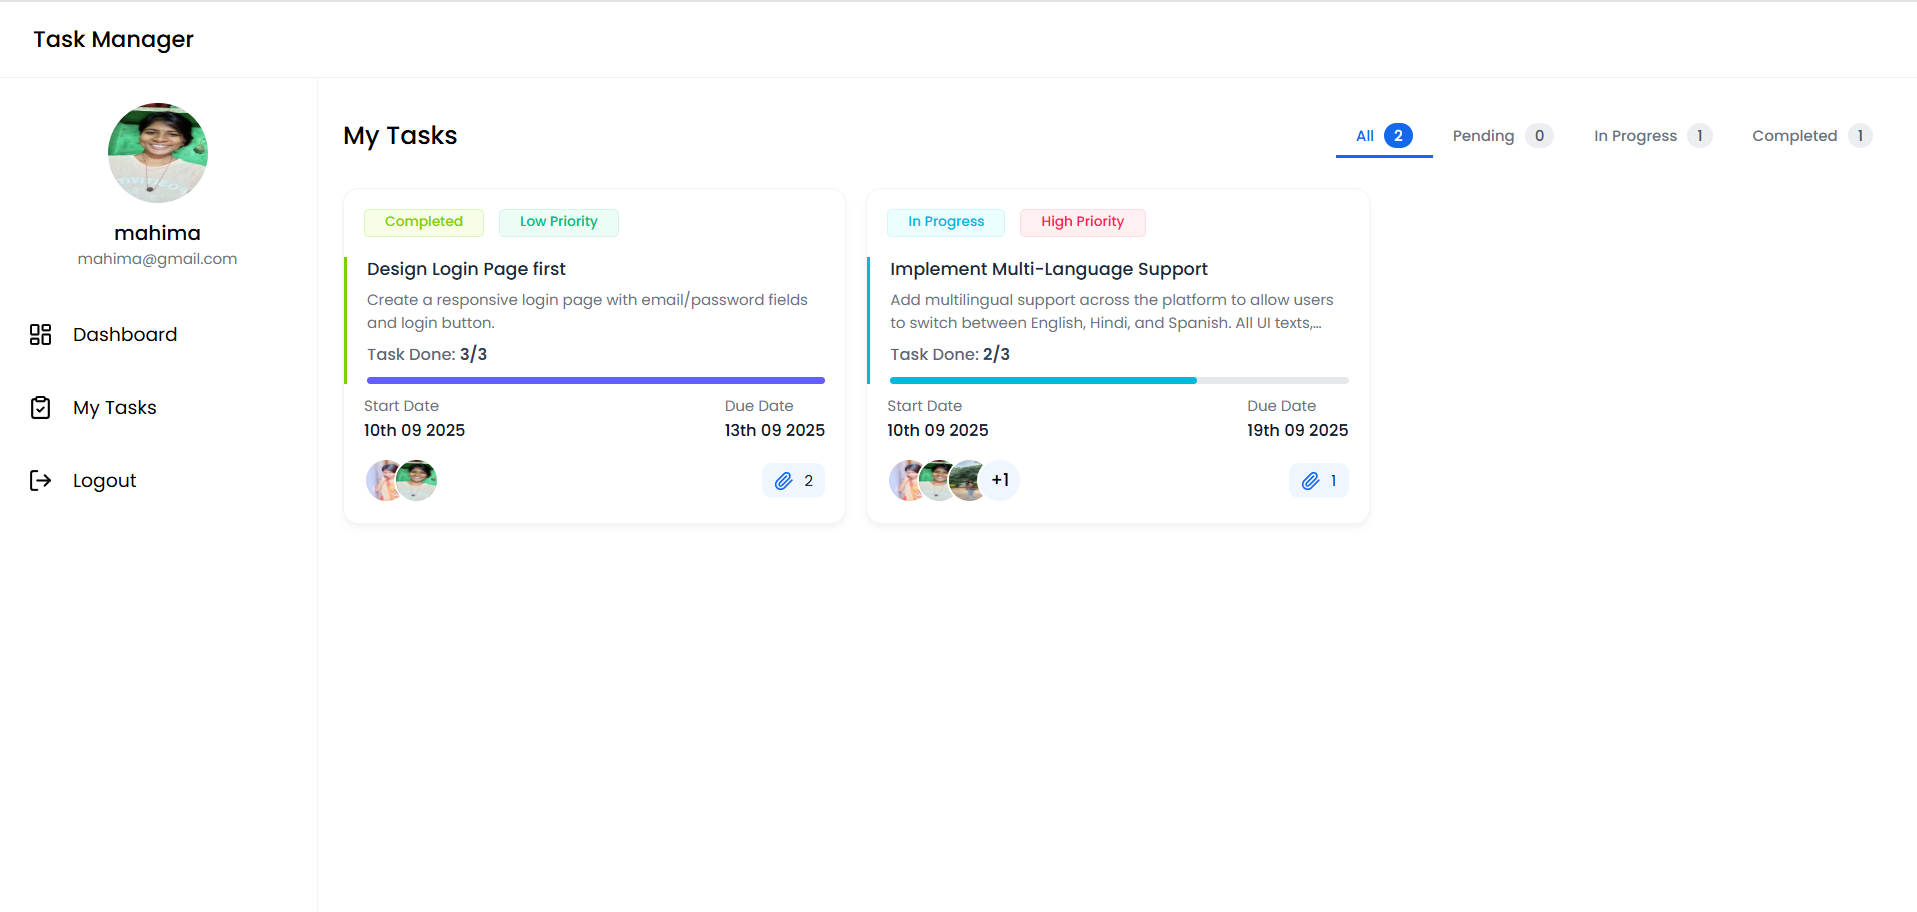 Task Manager
mahima
mahima@gmail.com
Dashboard
My Tasks
Logout
My Tasks
All 2 Pending 0 In Progress 1 Completed 1
Completed Low Priority
Design Login Page first
Create a responsive login page with email/password fields
and login button.
Task Done: 3/3
Start Date Due Date
10th 09 2025 13th 09 2025
2
In Progress High Priority
Implement Multi-Language Support
Add multilingual support across the platform to allow users
to switch between English, Hindi, and Spanish. All UI texts,...
Task Done: 2/3
Start Date Due Date
10th 09 2025 19th 09 2025
+1 1